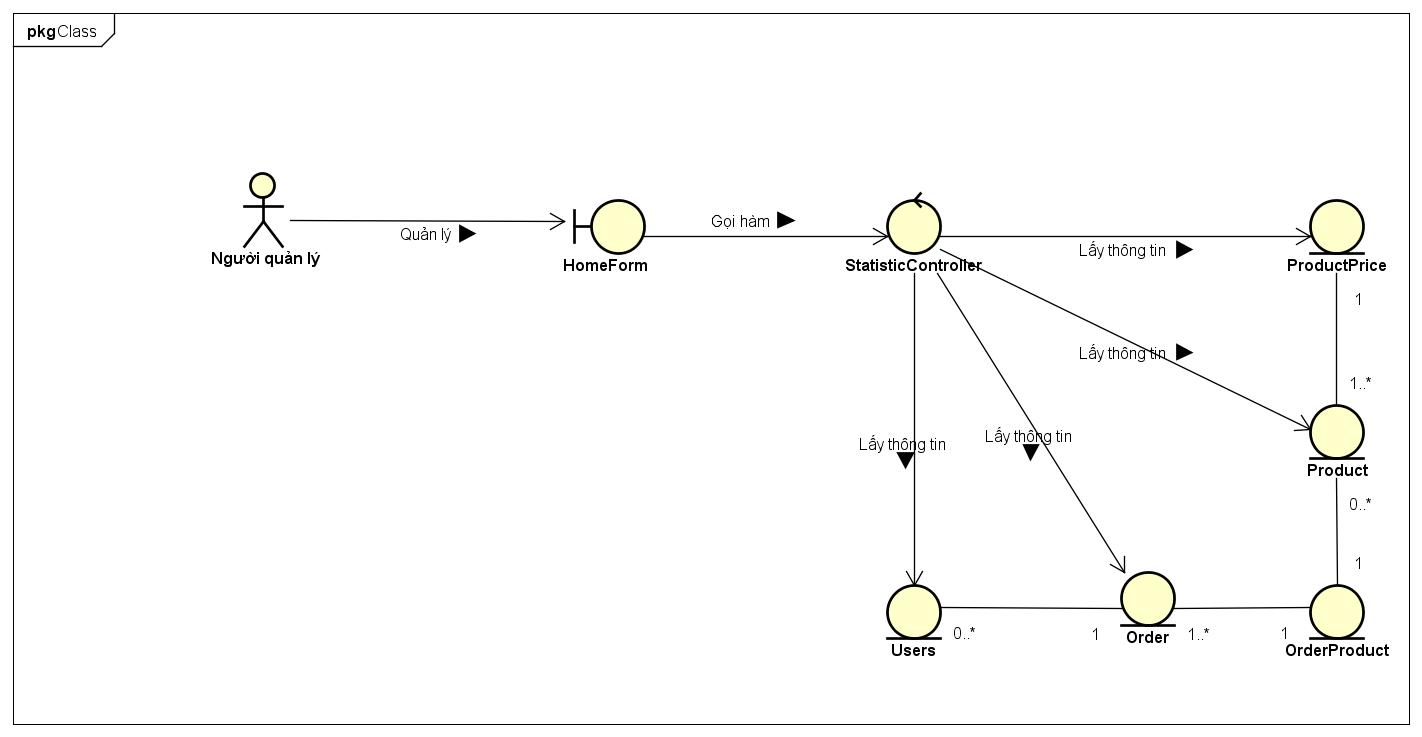 pkgClass
Người quản lý
Quản lý
HomeForm
Gọi hàm
StatisticController
Lấy thông tin
ProductPrice
1
1..*
Lấy thông tin
Lấy thông tin
Lấy thông tin
Product
0..*
1
Users
0..*
1
Order
1..*
1
OrderProduct